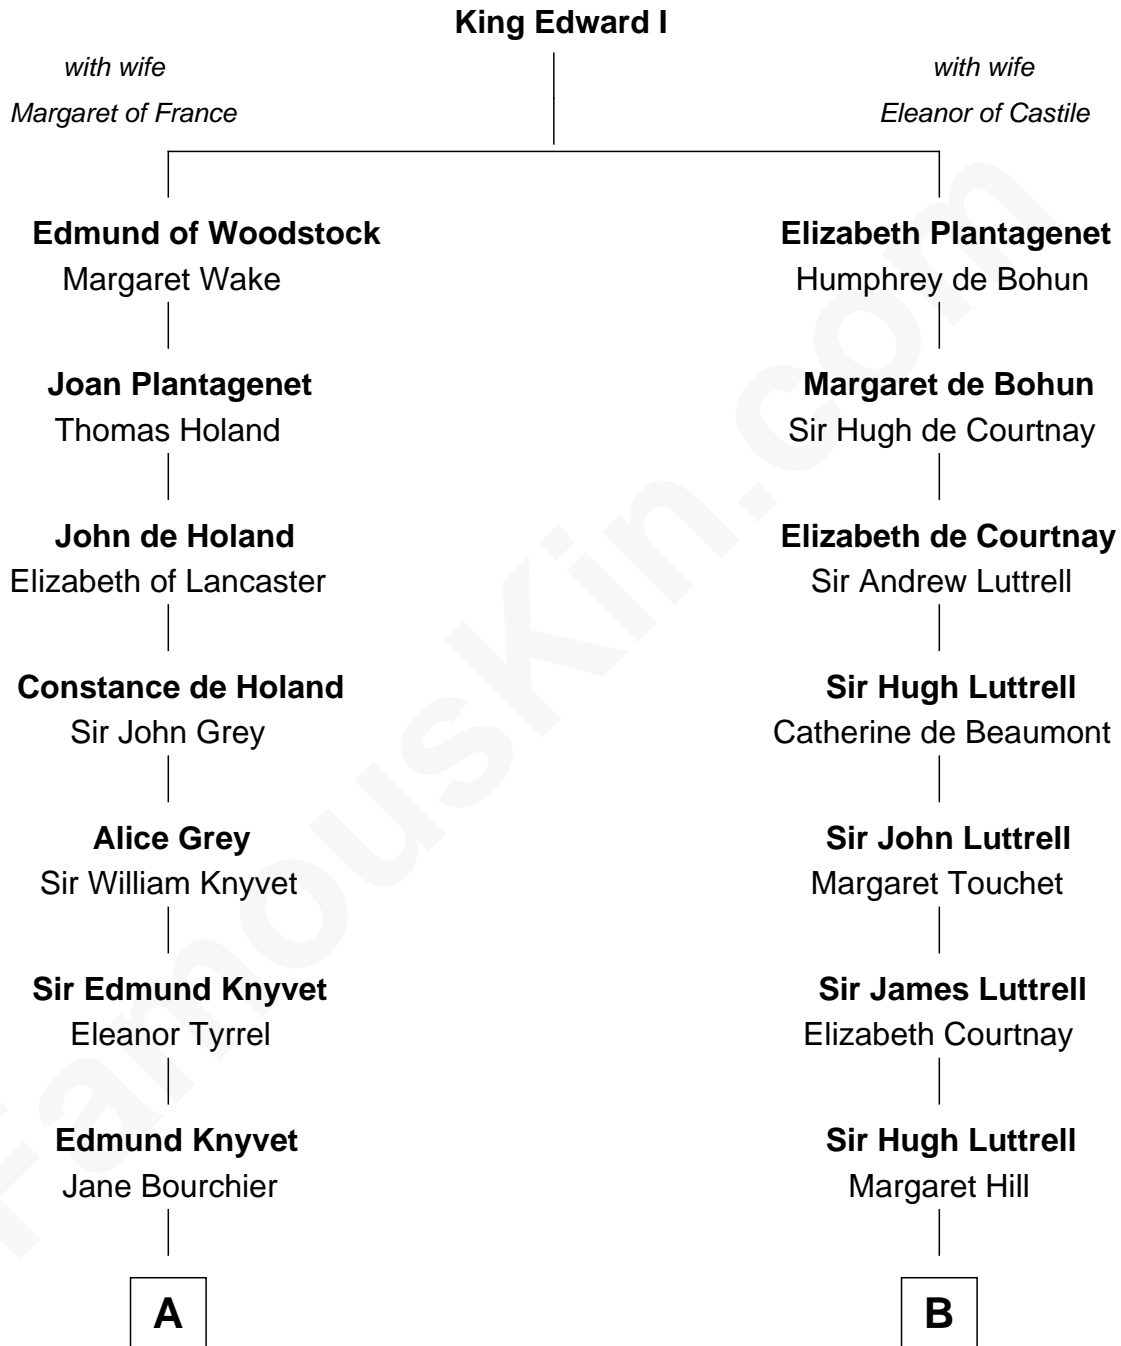 King Edward I
with wife
Margaret of France
with wife
Eleanor of Castile
Edmund of Woodstock
Margaret Wake
Elizabeth Plantagenet
Humphrey de Bohun
Joan Plantagenet
Thomas Holand
Margaret de Bohun
Sir Hugh de Courtnay
John de Holand
Elizabeth of Lancaster
Elizabeth de Courtnay
Sir Andrew Luttrell
Constance de Holand
Sir John Grey
Sir Hugh Luttrell
Catherine de Beaumont
Alice Grey
Sir William Knyvet
Sir John Luttrell
Margaret Touchet
Sir Edmund Knyvet
Eleanor Tyrrel
Sir James Luttrell
Elizabeth Courtnay
Edmund Knyvet
Jane Bourchier
Sir Hugh Luttrell
Margaret Hill
A
B
FamousKin.com